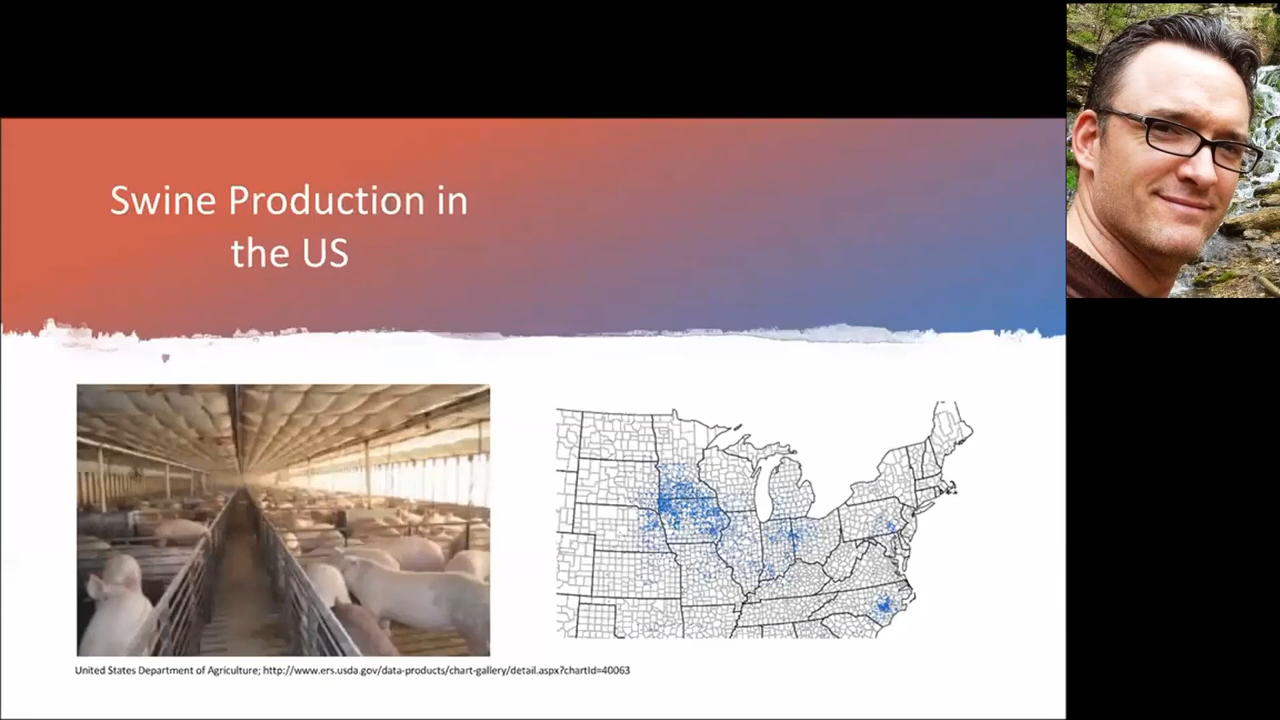 Swine Production in
the US
United States Department of Agriculture; http://www.ers.usda.gov/data-products/chart-gallery/detail.aspx?chartId=40063